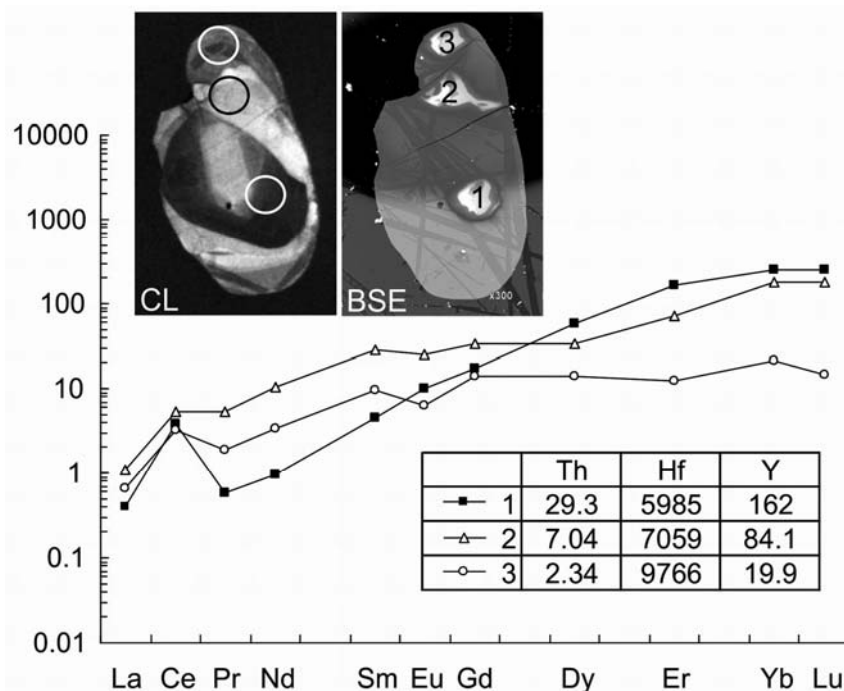 3
2
1
CL
BSE
x300
10000
1000
100
10
1
0.1
0.01
La Ce Pr Nd Sm Eu Gd Dy Er Yb Lu
Th Hf Y
1 29.3 5985 162
2 7.04 7059 84.1
3 2.34 9766 19.9